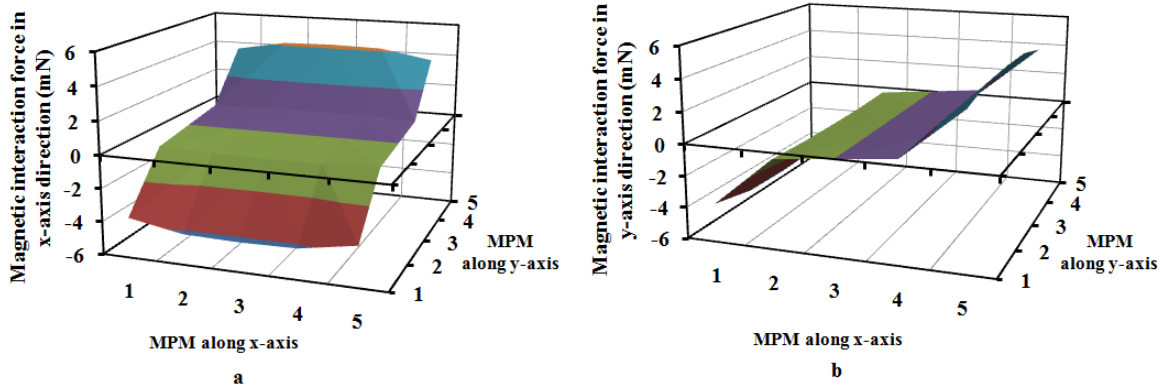 Magnetic interaction force in
x-axis direction (mN)
6
4
2
0
-2
-4
-6
1
2
3
4
5
5
4
3
2
1
MPM
along y-axis
MPM along x-axis
a
Magnetic interaction force in
y-axis direction (mN)
6
4
2
0
-2
-4
-6
1
2
3
4
5
5
4
3
2
1
MPM
along y-axis
MPM along x-axis
b